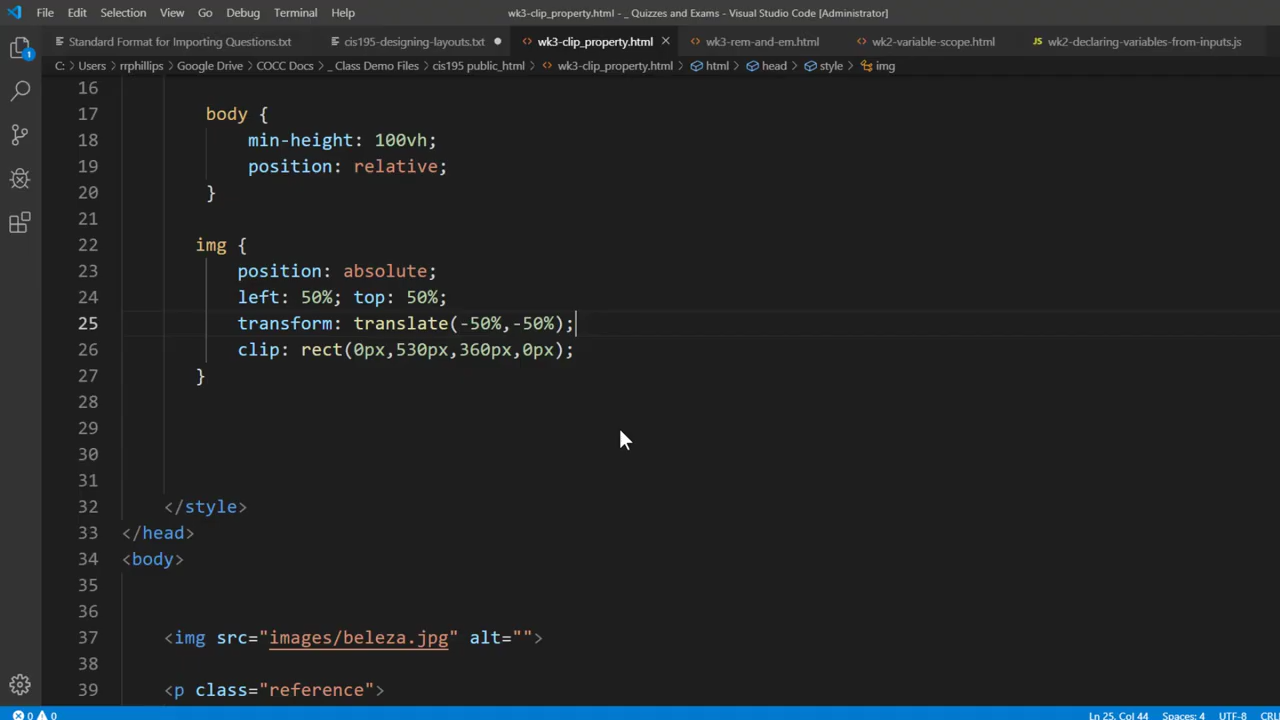 File Edit Selection View Go Debug Terminal Help wk3-clip_property.html - _ Quizzes and Exams - Visual Studio Code [Administrator]
Standard Format for Importing Questions.txt cis195-designing-layouts.txt wk3-clip_property.html wk3-rem-and-em.html wk2-variable-scope.html wk2-declaring-variables-from-inputs.js
C: > Users > rrphillips > Google Drive > COCC Docs > _ Class Demo Files > cis195 public_html > wk3-clip_property.html > html > head > style > img
1
16
17 body {
18 min-height: 100vh;
19 position: relative;
20 }
21
22 img {
23 position: absolute;
24 left: 50%; top: 50%;
25 transform: translate(-50%,-50%);
26 clip: rect(0px,530px,360px,0px);
27 }
28
29
30
31
32 </style>
33 </head>
34 <body>
35
36
37 <img src="images/beleza.jpg" alt="">
38
39 <p class="reference">
0 0 Ln 25, Col 44 Spaces: 4 UTF-8